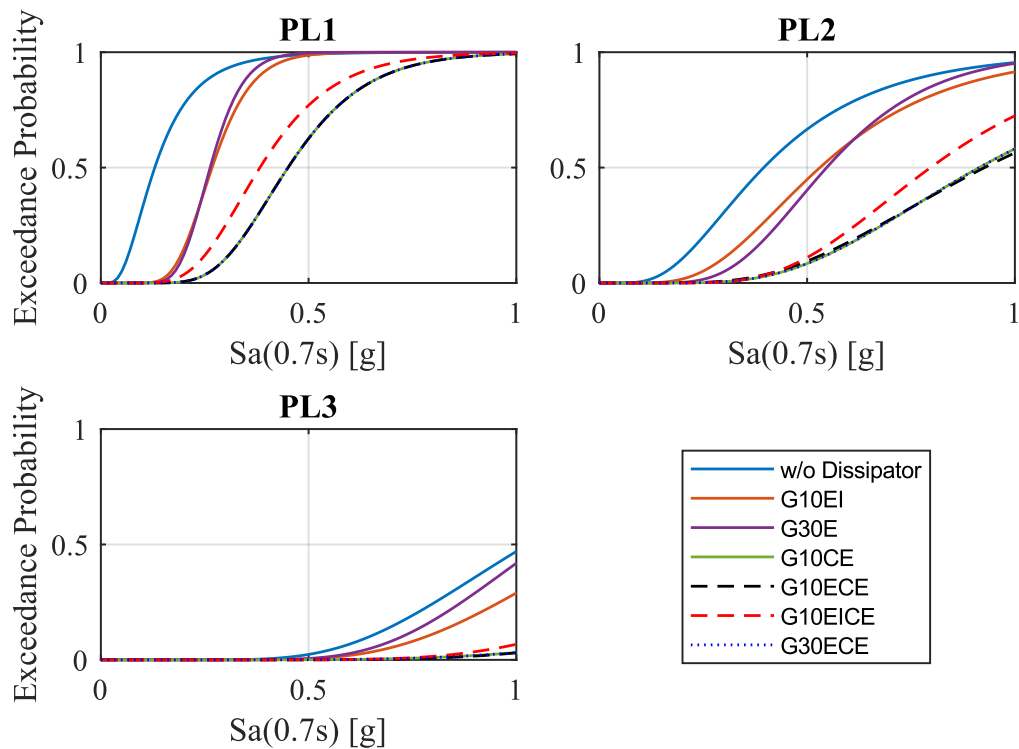 PL1
Exceedance Probability
1
0.5
0
0
0.5
1
Sa(0.7s) [g]
PL2
1
0.5
0
0
0.5
1
Sa(0.7s) [g]
PL3
Exceedance Probability
1
0.5
0
0
0.5
1
Sa(0.7s) [g]
w/o Dissipator
G10EI
G30E
G10CE
G10ECE
G10EICE
G30ECE